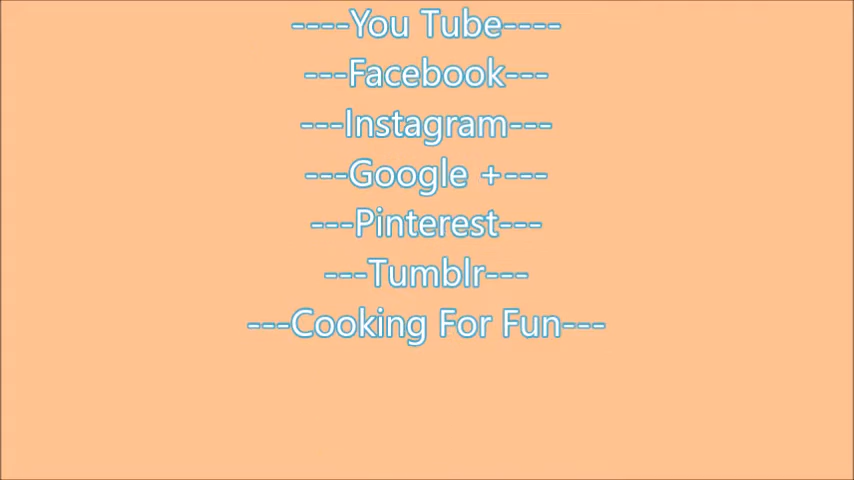 ----You Tube----
---Facebook---
---Instagram---
---Google +---
---Pinterest---
---Tumblr---
---Cooking For Fun---